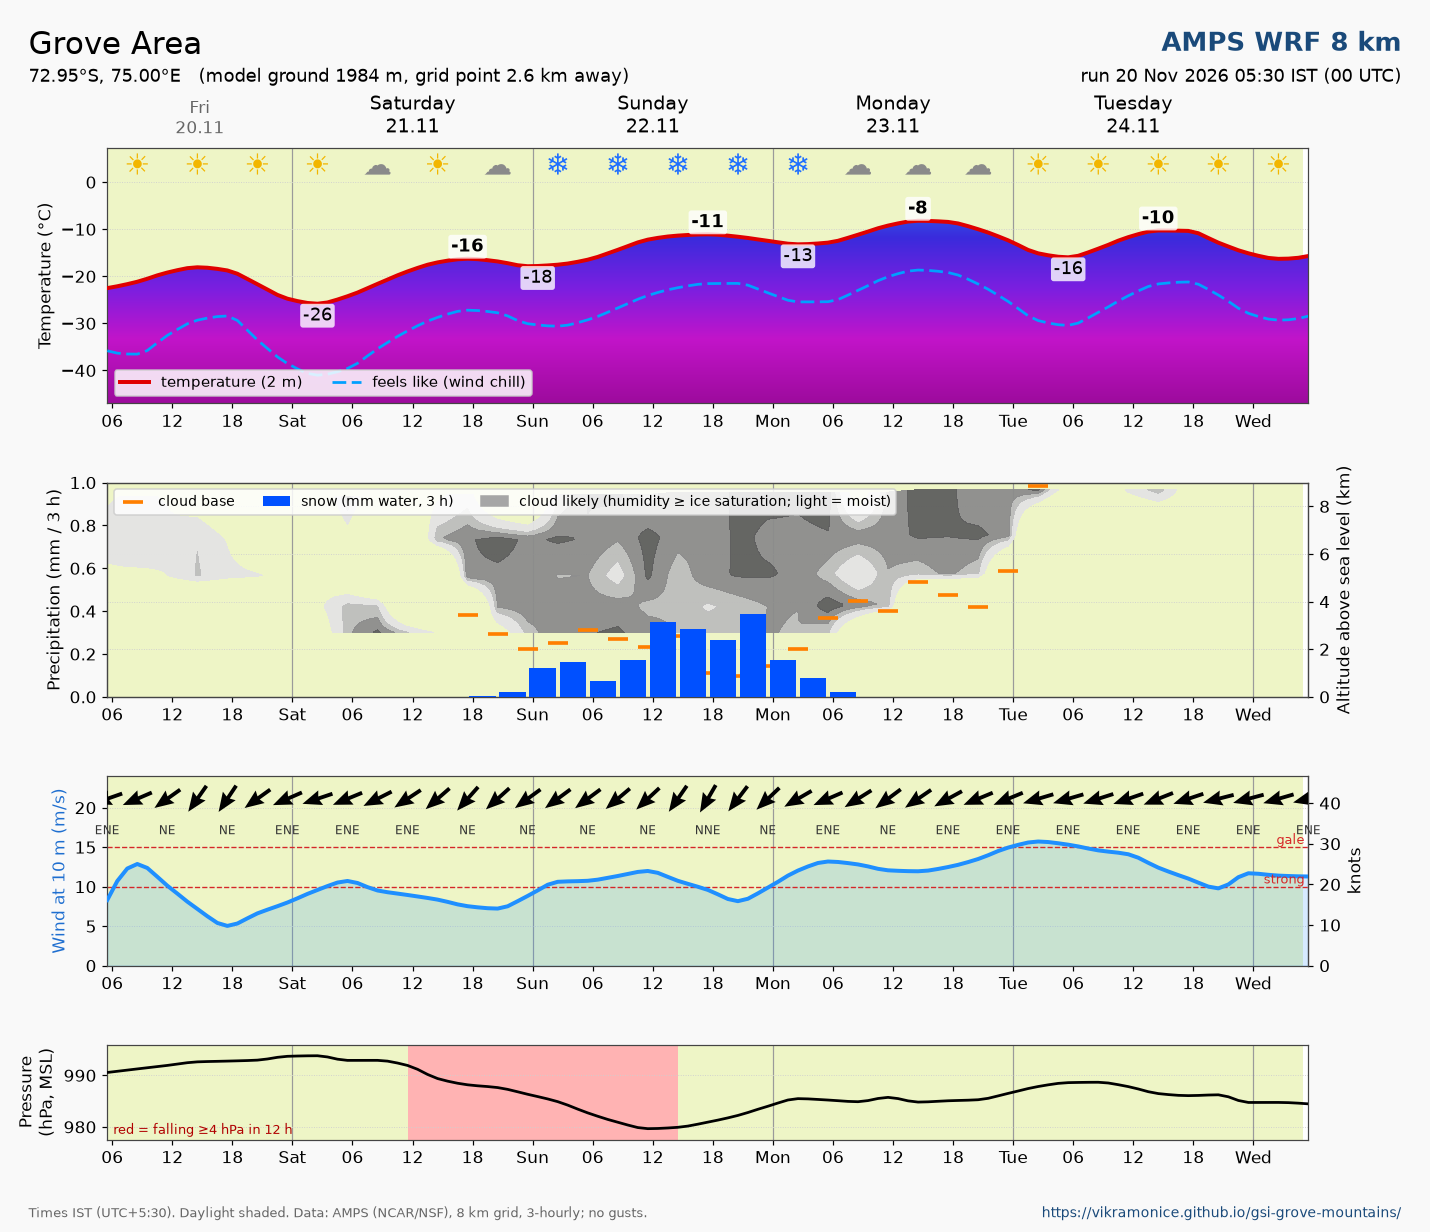 Grove Area
AMPS WRF 8 km
72.95°S, 75.00°E (model ground 1984 m, grid point 2.6 km away)
run 20 Nov 2026 05:30 IST (00 UTC)
Fri Saturday Sunday Monday Tuesday
20.11 21.11 22.11 23.11 24.11
Temperature (°C)
0
−10
−20
−30
−40
-26 -16 -18 -11 -13 -8 -16 -10
temperature (2 m) feels like (wind chill)
06 12 18 Sat 06 12 18 Sun 06 12 18 Mon 06 12 18 Tue 06 12 18 Wed
Precipitation (mm / 3 h)
1.0
0.8
0.6
0.4
0.2
0.0
cloud base snow (mm water, 3 h) cloud likely (humidity ≥ ice saturation; light = moist)
8
6
4
2
0
Altitude above sea level (km)
06 12 18 Sat 06 12 18 Sun 06 12 18 Mon 06 12 18 Tue 06 12 18 Wed
Wind at 10 m (m/s)
20
15
10
5
0
ENE NE NE ENE ENE ENE NE NE NE NE NNE NE ENE NE ENE ENE ENE ENE ENE ENE ENE
gale
strong
40
30
20
10
0
knots
06 12 18 Sat 06 12 18 Sun 06 12 18 Mon 06 12 18 Tue 06 12 18 Wed
Pressure
(hPa, MSL)
990
980
red = falling ≥4 hPa in 12 h
06 12 18 Sat 06 12 18 Sun 06 12 18 Mon 06 12 18 Tue 06 12 18 Wed
Times IST (UTC+5:30). Daylight shaded. Data: AMPS (NCAR/NSF), 8 km grid, 3-hourly; no gusts.
https://vikramonice.github.io/gsi-grove-mountains/